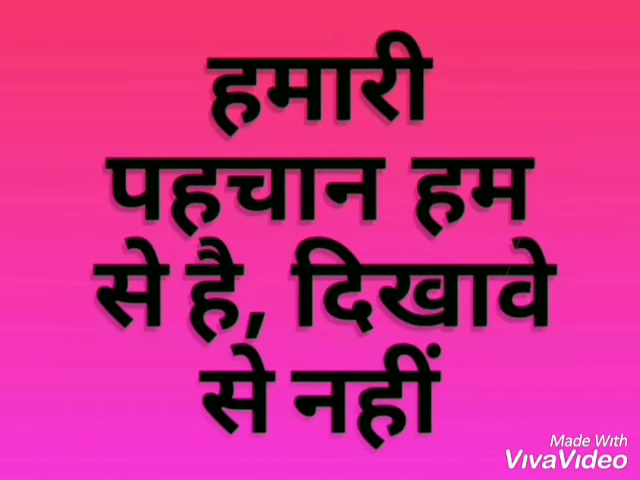 हमारी
पहचान हम
से है, दिखावे
से नहीं
Made With
VivaVideo